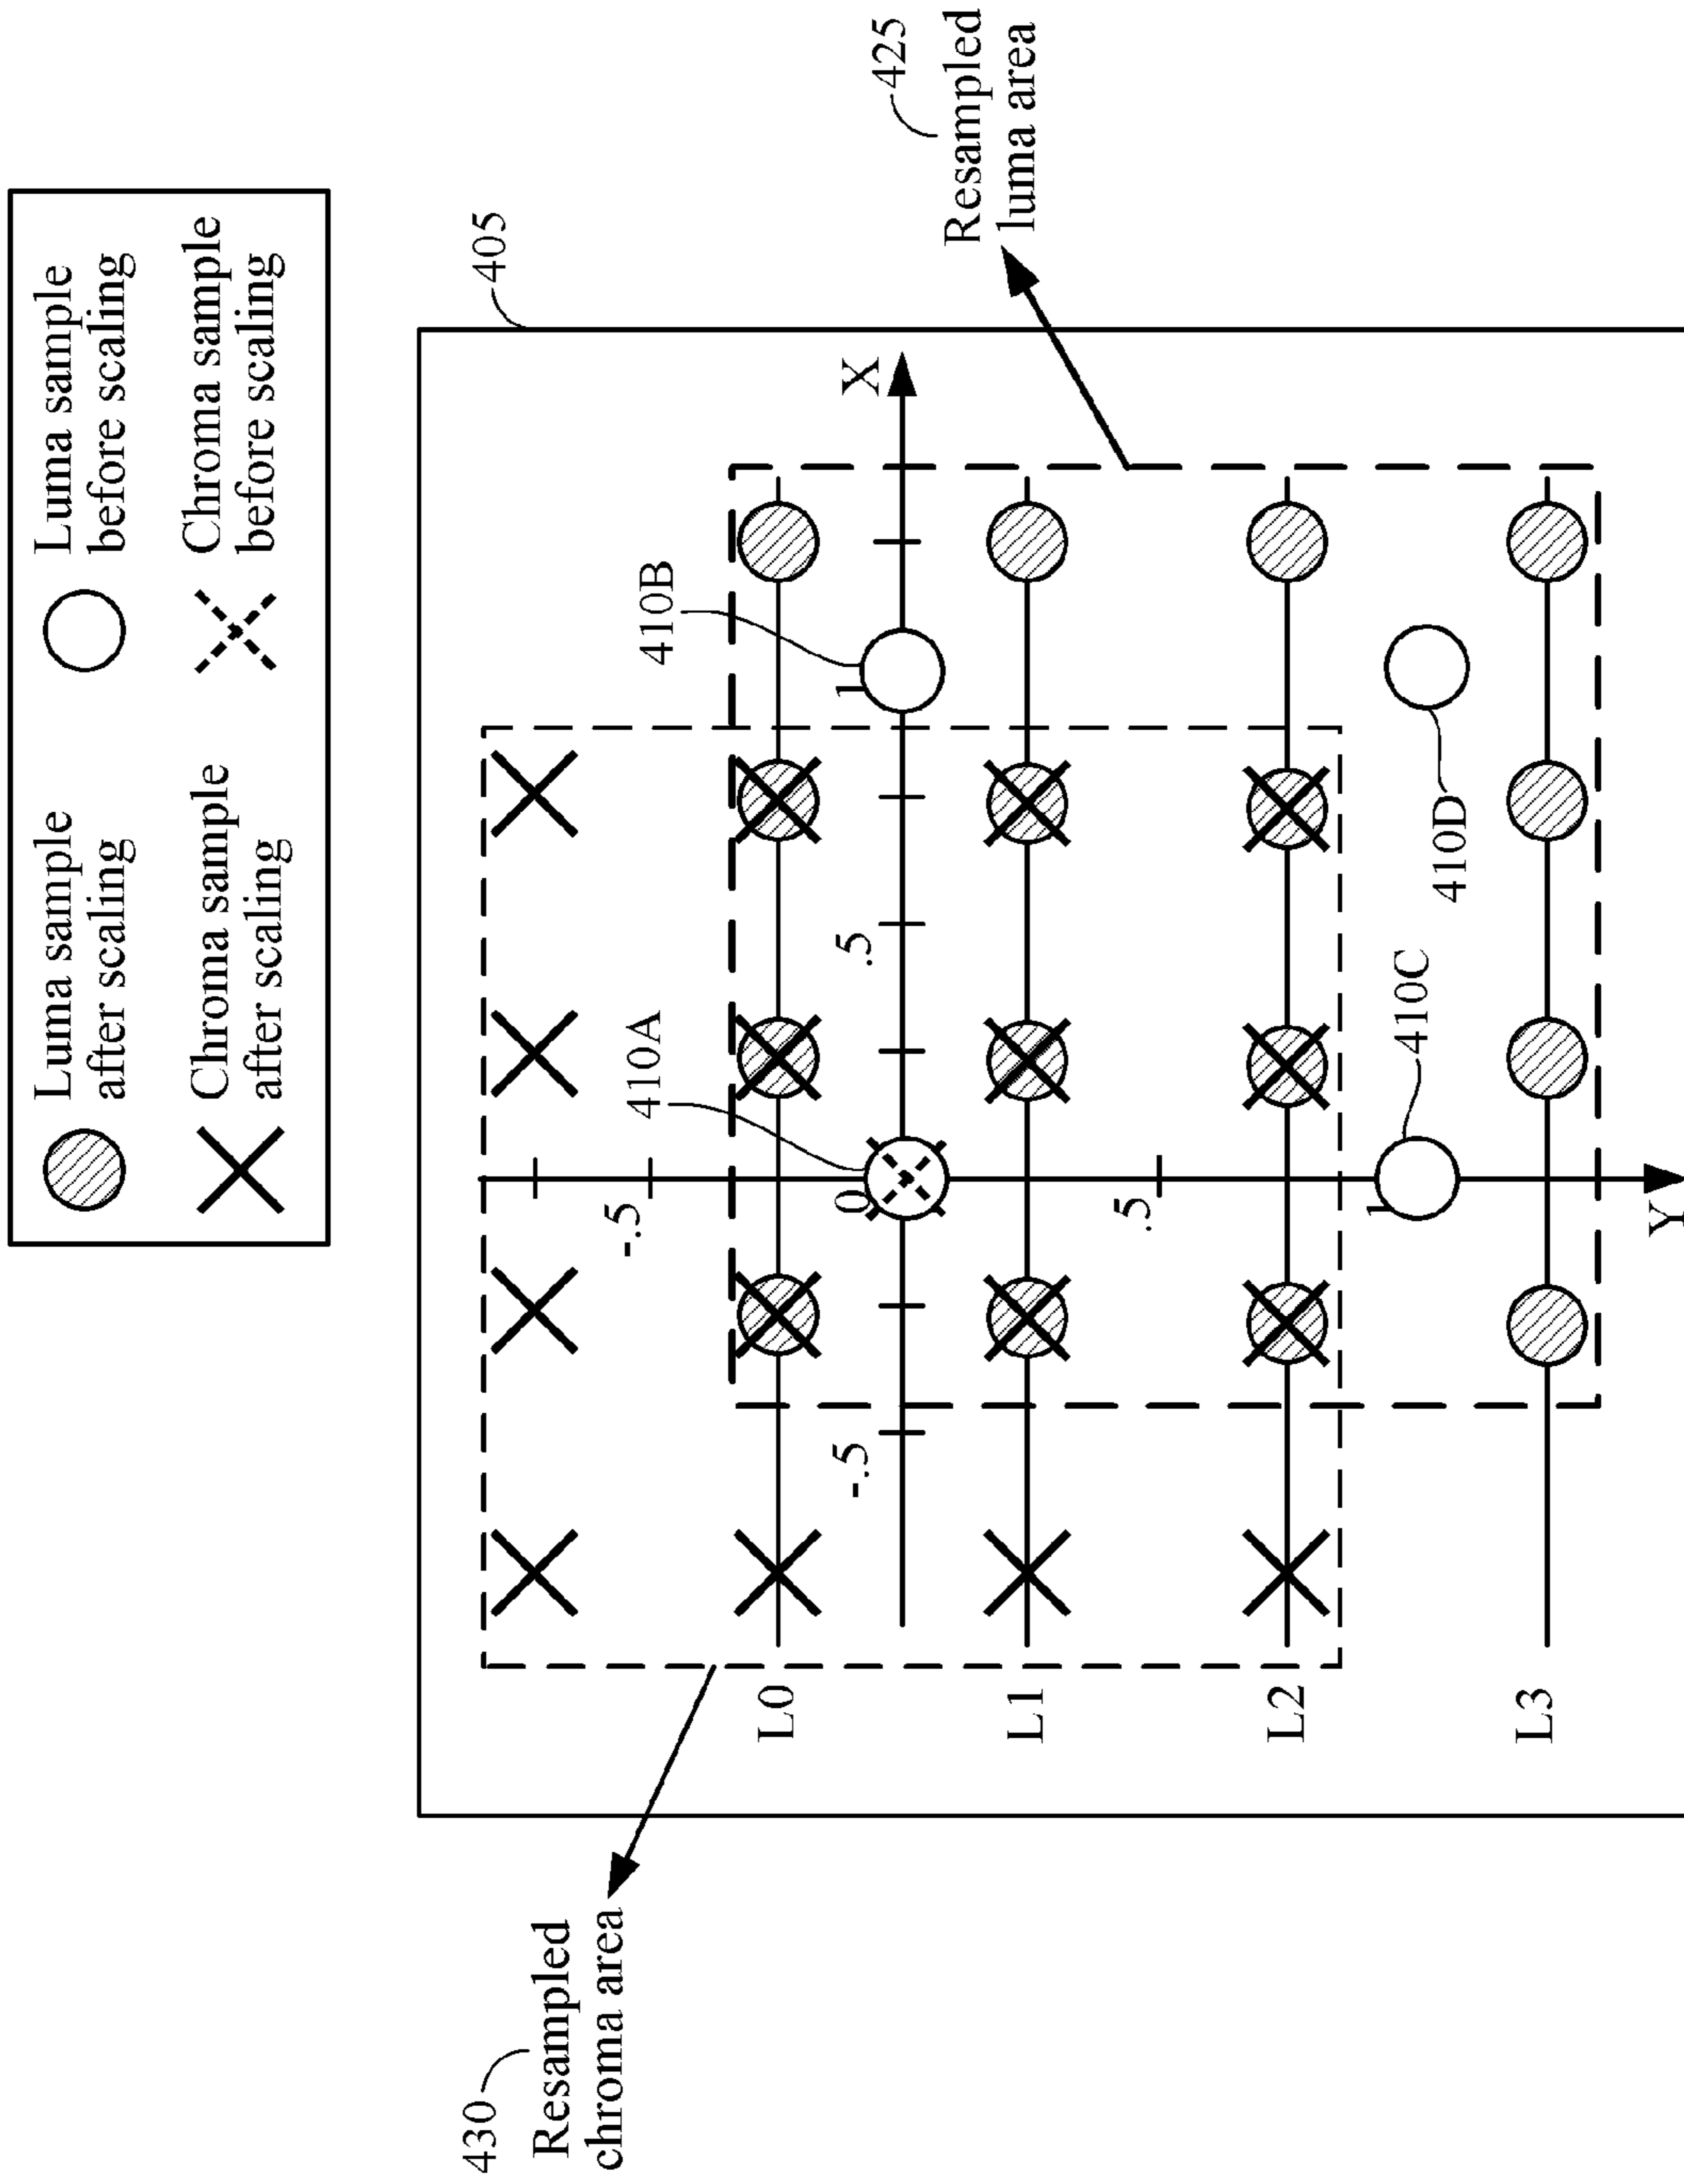 Luma sample
after scaling
Luma sample
before scaling
Chroma sample
after scaling
Chroma sample
before scaling
405
430
Resampled
chroma area
425
Resampled
luma area
-.5
L0
410A
410B
-.5
0
.5
1
X
L1
.5
L2
1
410C
410D
L3
Y